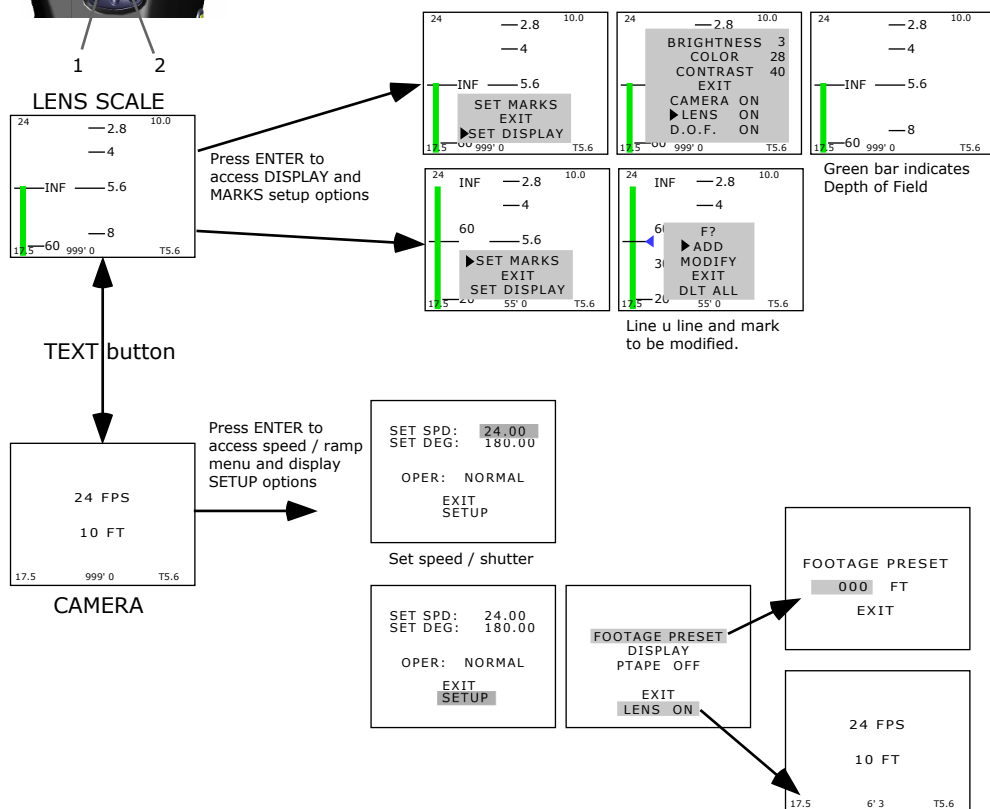 1 2
LENS SCALE
24 10.0
2.8
4
INF 5.6
8
60
17.5 999' 0 T5.6
Press ENTER to
access DISPLAY and
MARKS setup options
24 10.0
2.8
4
INF 5.6
SET MARKS
EXIT
SET DISPLAY
60
17.5 999' 0 T5.6
24 10.0
2.8
BRIGHTNESS 3
COLOR 28
CONTRAST 40
EXIT
CAMERA ON
LENS ON
D.O.F. ON
60
17.5 999' 0 T5.6
24 10.0
2.8
4
INF 5.6
8
60
17.5 999' 0 T5.6
Green bar indicates
Depth of Field
24 INF 2.8 10.0
4
60
5.6
SET MARKS
EXIT
SET DISPLAY
20
17.5 55' 0 T5.6
24 INF 2.8 10.0
4
60 F?
ADD
MODIFY
EXIT
DLT ALL
20
17.5 55' 0 T5.6
Line u line and mark
to be modified.
TEXT button
24 FPS
10 FT
17.5 999' 0 T5.6
CAMERA
Press ENTER to
access speed / ramp
menu and display
SETUP options
SET SPD: 24.00
SET DEG: 180.00
OPER: NORMAL
EXIT
SETUP
Set speed / shutter
SET SPD: 24.00
SET DEG: 180.00
OPER: NORMAL
EXIT
SETUP
FOOTAGE PRESET
DISPLAY
PTAPE OFF
EXIT
LENS ON
FOOTAGE PRESET
000 FT
EXIT
24 FPS
10 FT
17.5 6' 3 T5.6